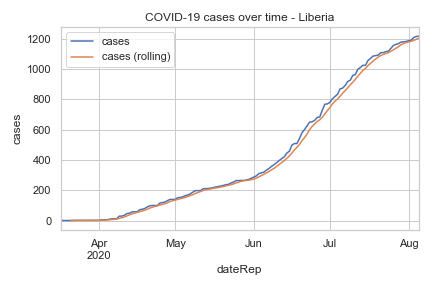 COVID-19 cases over time - Liberia
cases
cases (rolling)
1200
1000
800
600
400
200
0
cases
Apr
2020
May
Jun
Jul
Aug
dateRep